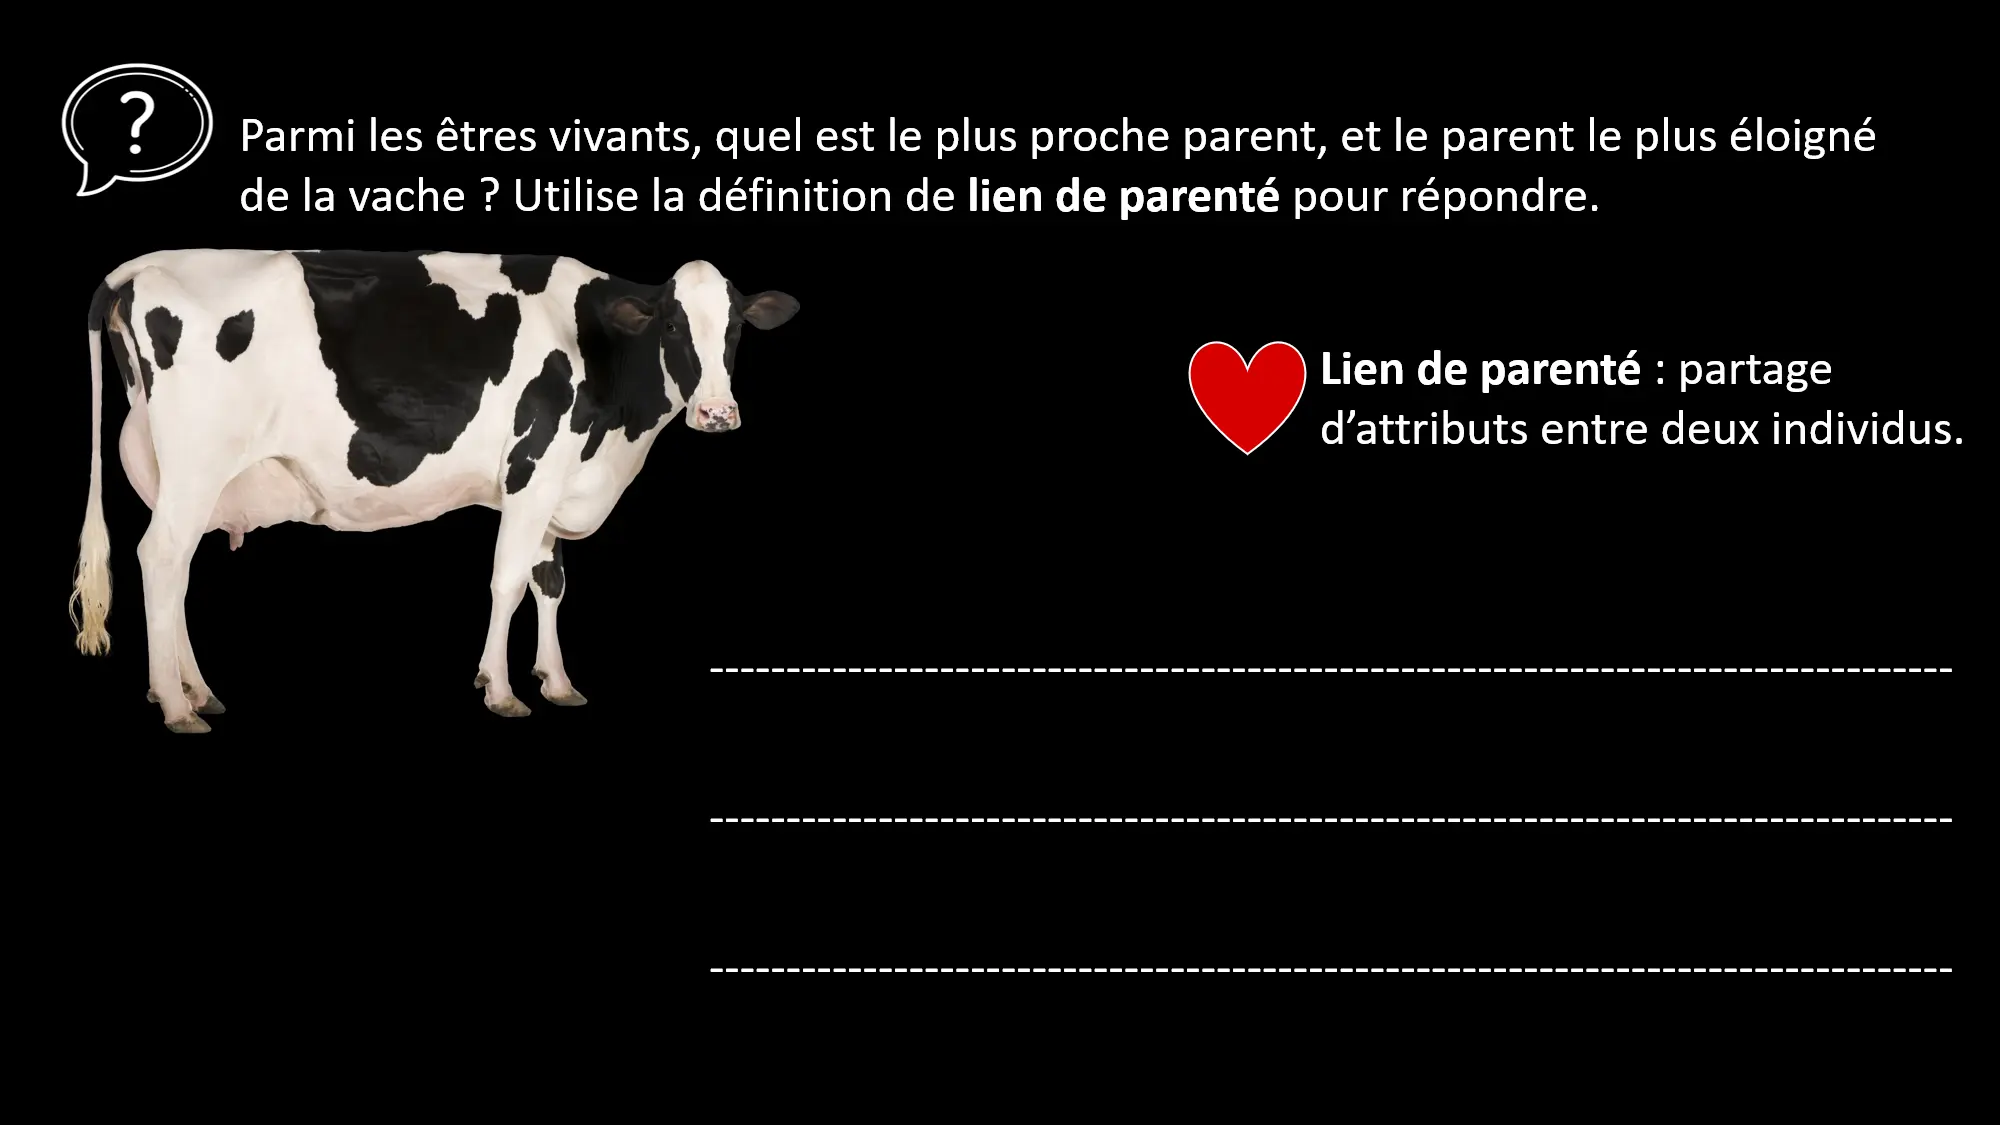 ?
Parmi les êtres vivants, quel est le plus proche parent, et le parent le plus éloigné
de la vache ? Utilise la définition de lien de parenté pour répondre.
Lien de parenté : partage
d’attributs entre deux individus.